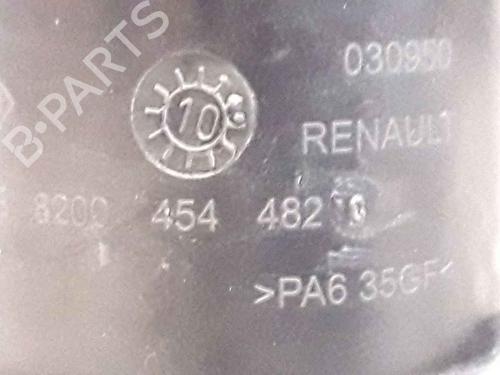 030950
10
RENAULT
8200 454 482
>PA6 35GF<
B-PARTS